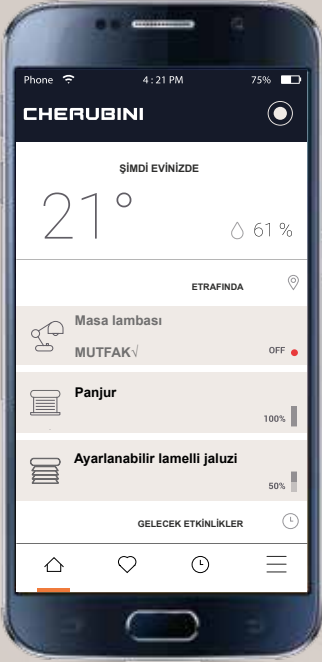 Phone 4:21 PM 75%
CHERUBINI
ŞİMDİ EVİNİZDE
21° 61 %
ETRAFINDA
Masa lambası
MUTFAK√ OFF
Panjur
100%
Ayarlanabilir lamelli jaluzi
50%
GELECEK ETKİNLİKLER